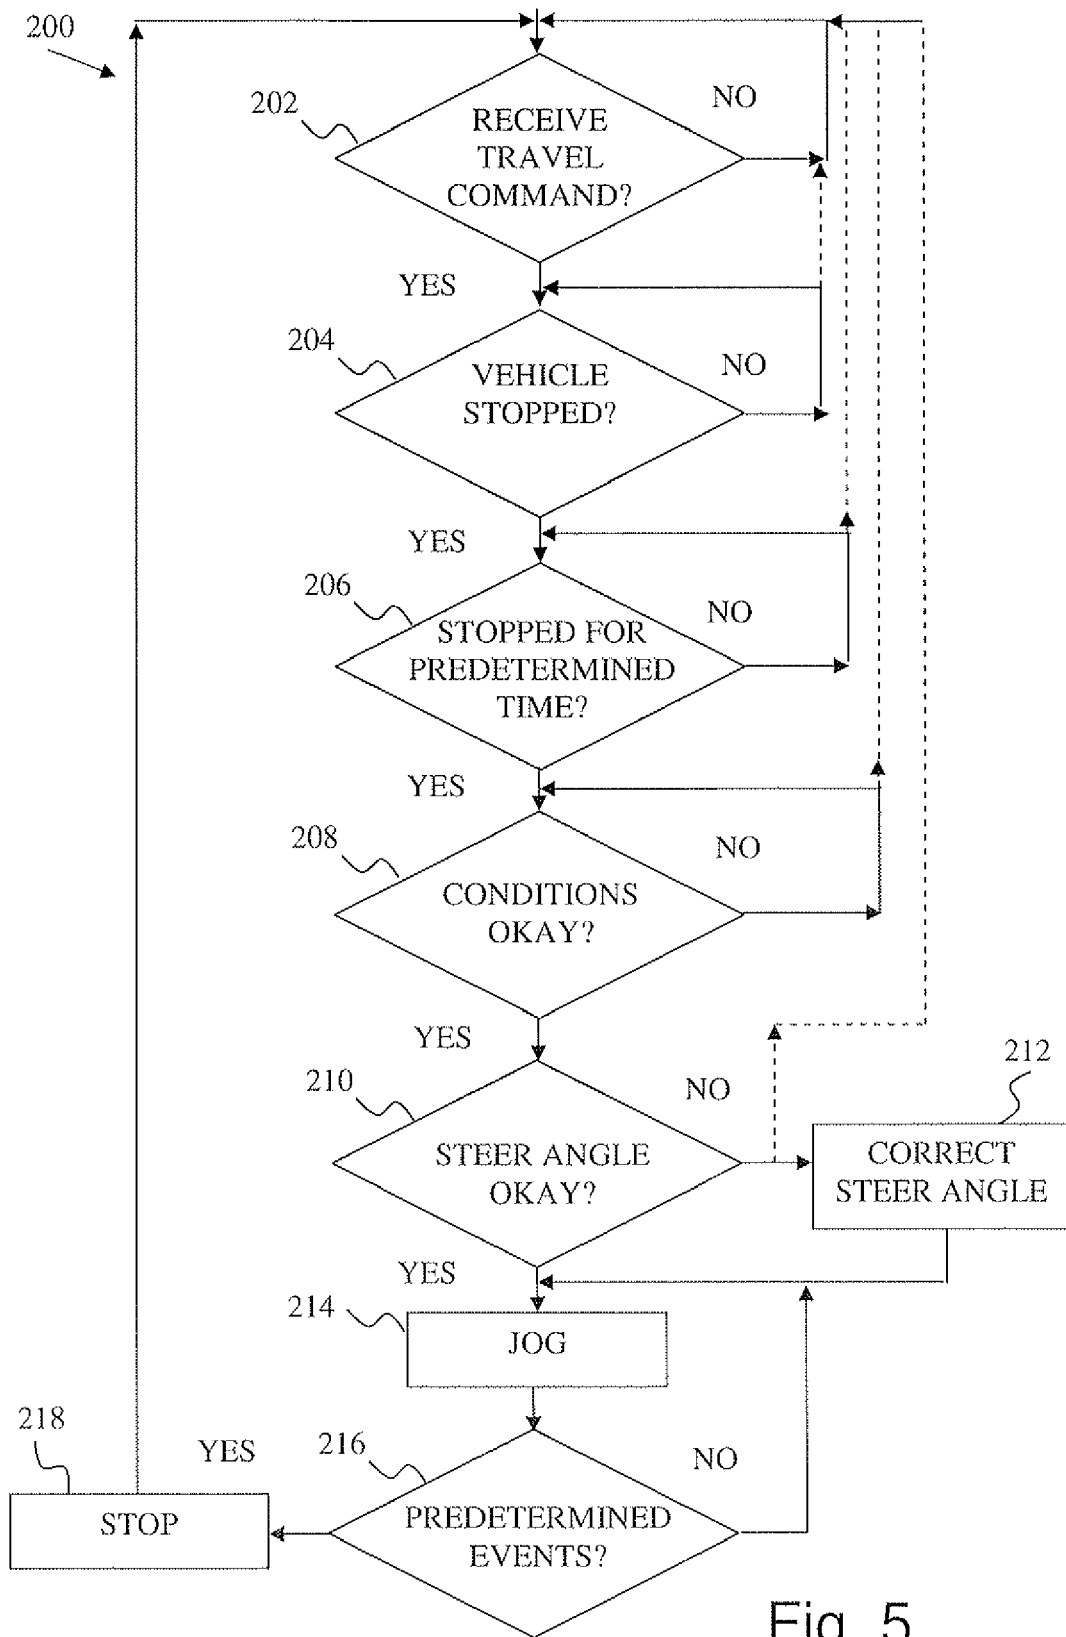 200
202
RECEIVE
TRAVEL
COMMAND?
NO
YES
204
VEHICLE
STOPPED?
NO
YES
206
STOPPED FOR
PREDETERMINED
TIME?
NO
YES
208
CONDITIONS
OKAY?
NO
YES
210
STEER ANGLE
OKAY?
NO
212
CORRECT
STEER ANGLE
YES
214
JOG
218
YES
216
NO
STOP
PREDETERMINED
EVENTS?
Fig. 5